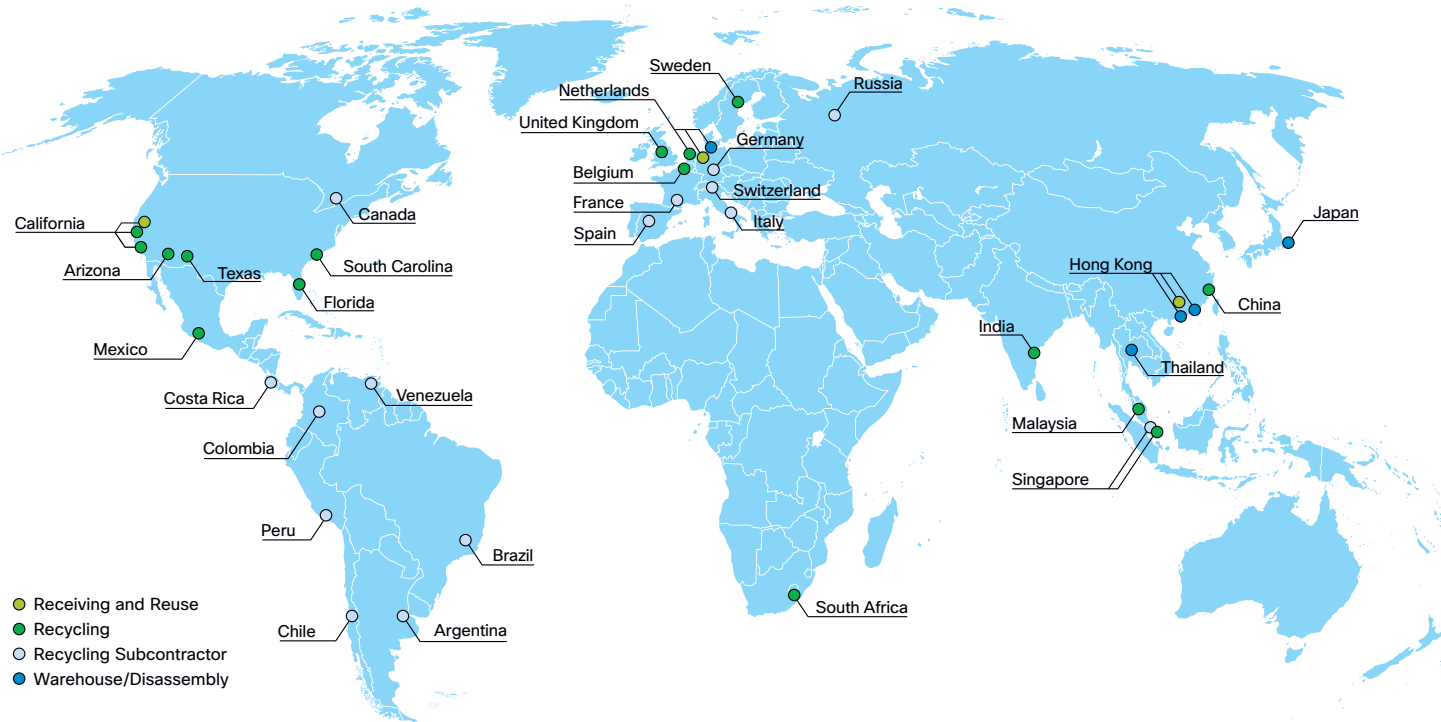 Sweden
Russia
Netherlands
United Kingdom
Germany
Belgium
Switzerland
France
Canada
Japan
California
Italy
Spain
Hong Kong
Arizona
Texas
South Carolina
Florida
China
India
Mexico
Thailand
Costa Rica
Venezuela
Malaysia
Colombia
Singapore
Peru
Brazil
Receiving and Reuse
South Africa
Recycling
Chile
Argentina
Recycling Subcontractor
Warehouse/Disassembly